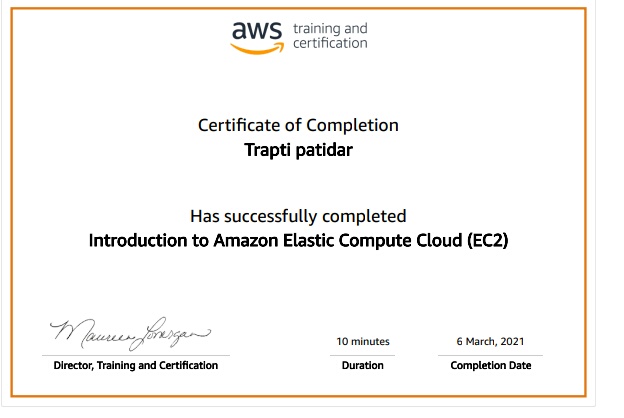 aws training and
certification
Certificate of Completion
Trapti patidar
Has successfully completed
Introduction to Amazon Elastic Compute Cloud (EC2)
Maureen Lonergan
10 minutes
6 March, 2021
Director, Training and Certification
Duration
Completion Date